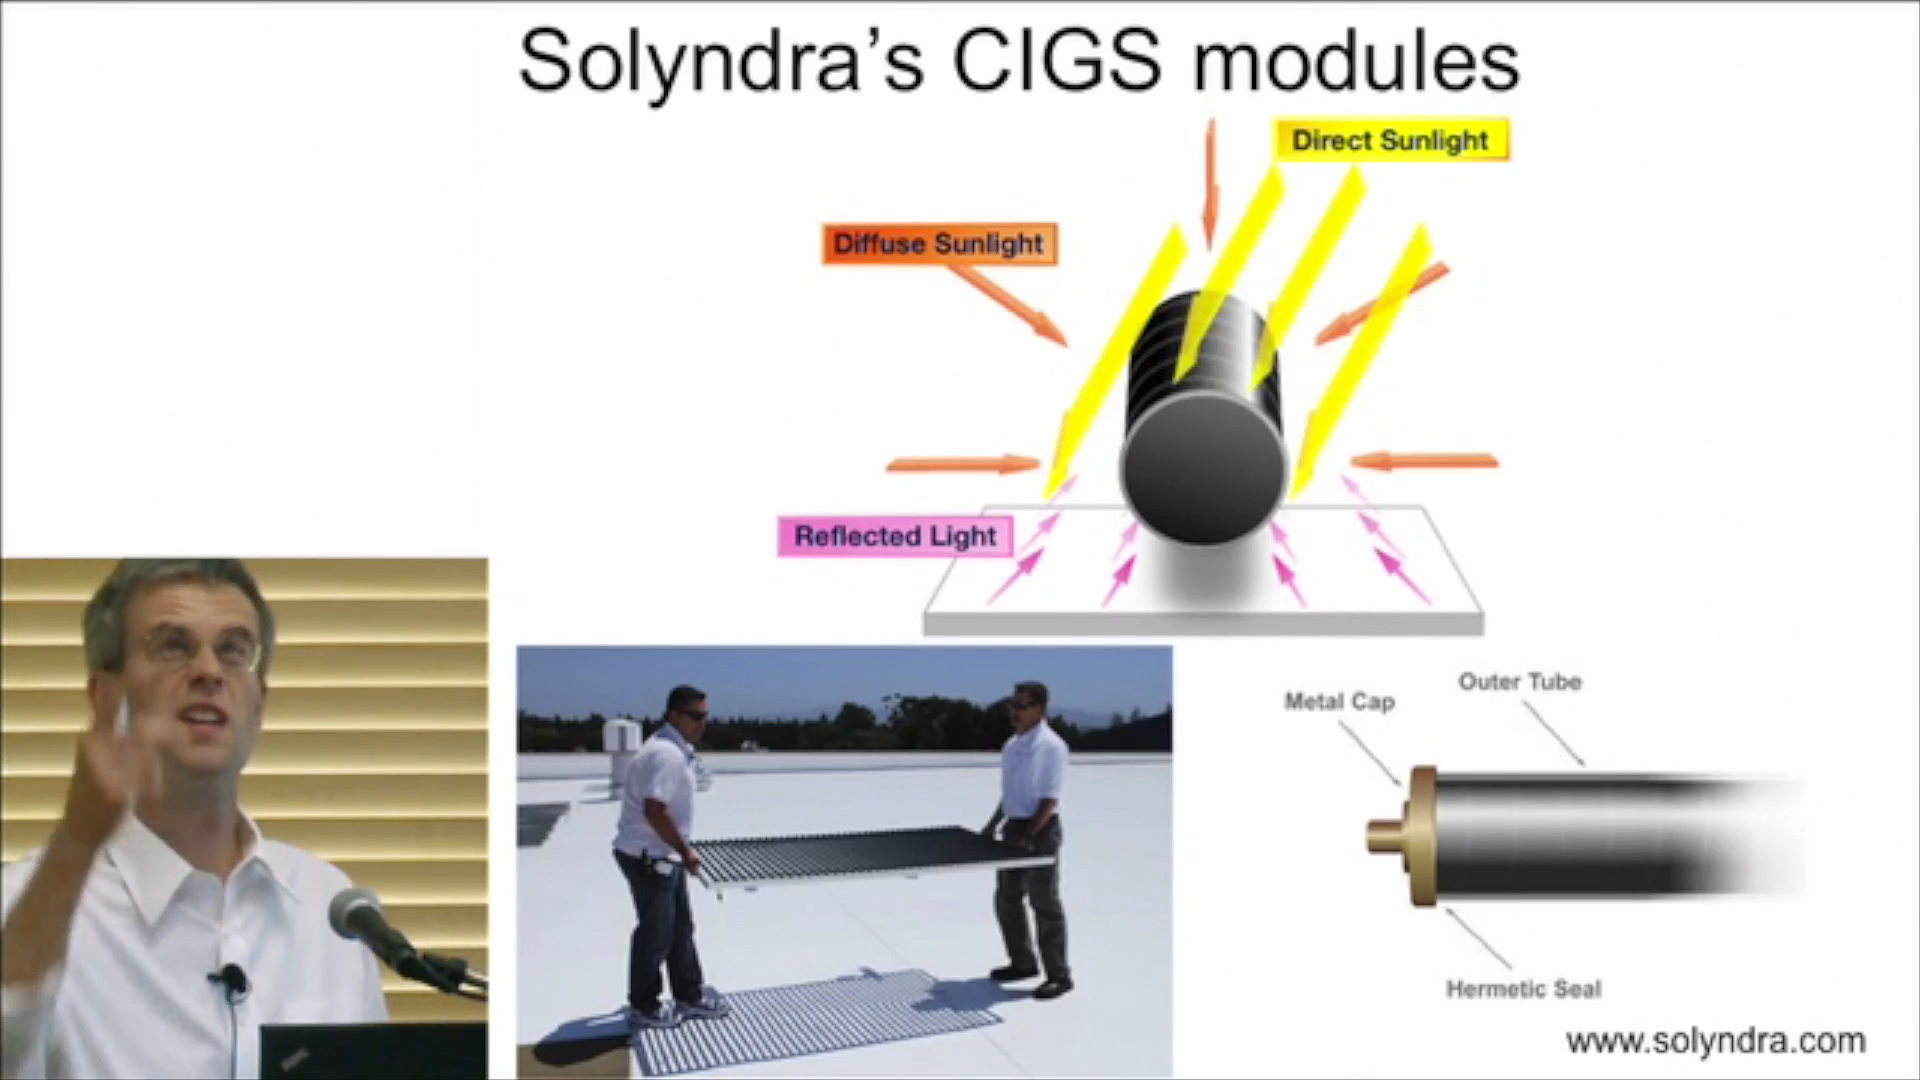 Solyndra's CIGS modules
Direct Sunlight
Diffuse Sunlight
Reflected Light
Outer Tube
Metal Cap
Hermetic Seal
www.solyndra.com